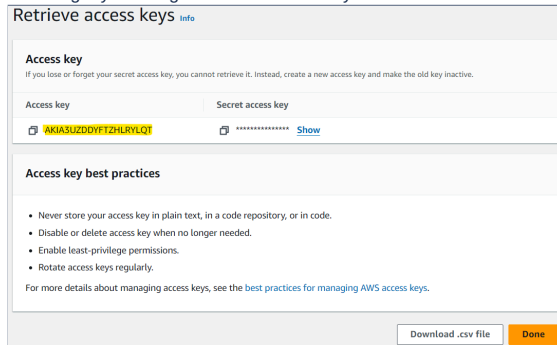 Retrieve access keys Info
Access key
If you lose or forget your secret access key, you cannot retrieve it. Instead, create a new access key and make the old key inactive.
Access key Secret access key
AKIA3UZDDYFTZHLRYLQT *************** Show
Access key best practices
• Never store your access key in plain text, in a code repository, or in code.
• Disable or delete access key when no longer needed.
• Enable least-privilege permissions.
• Rotate access keys regularly.
For more details about managing access keys, see the best practices for managing AWS access keys.
Download .csv file Done